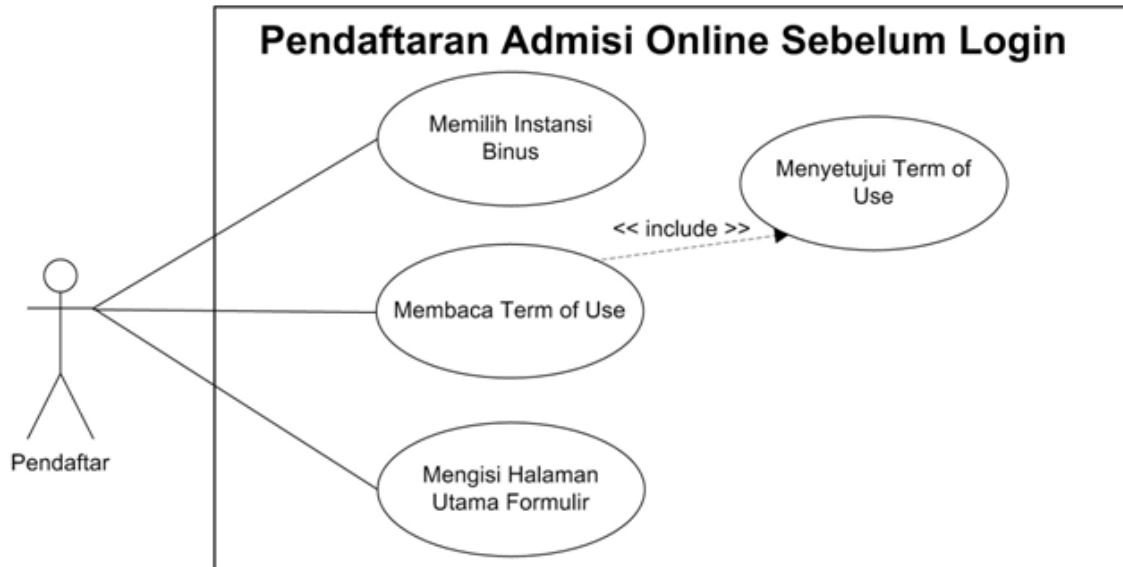 Pendaftaran Admisi Online Sebelum Login
Memilih Instansi
Binus
Menyetujui Term of
Use
<< include >>
Membaca Term of Use
Pendaftar
Mengisi Halaman
Utama Formulir